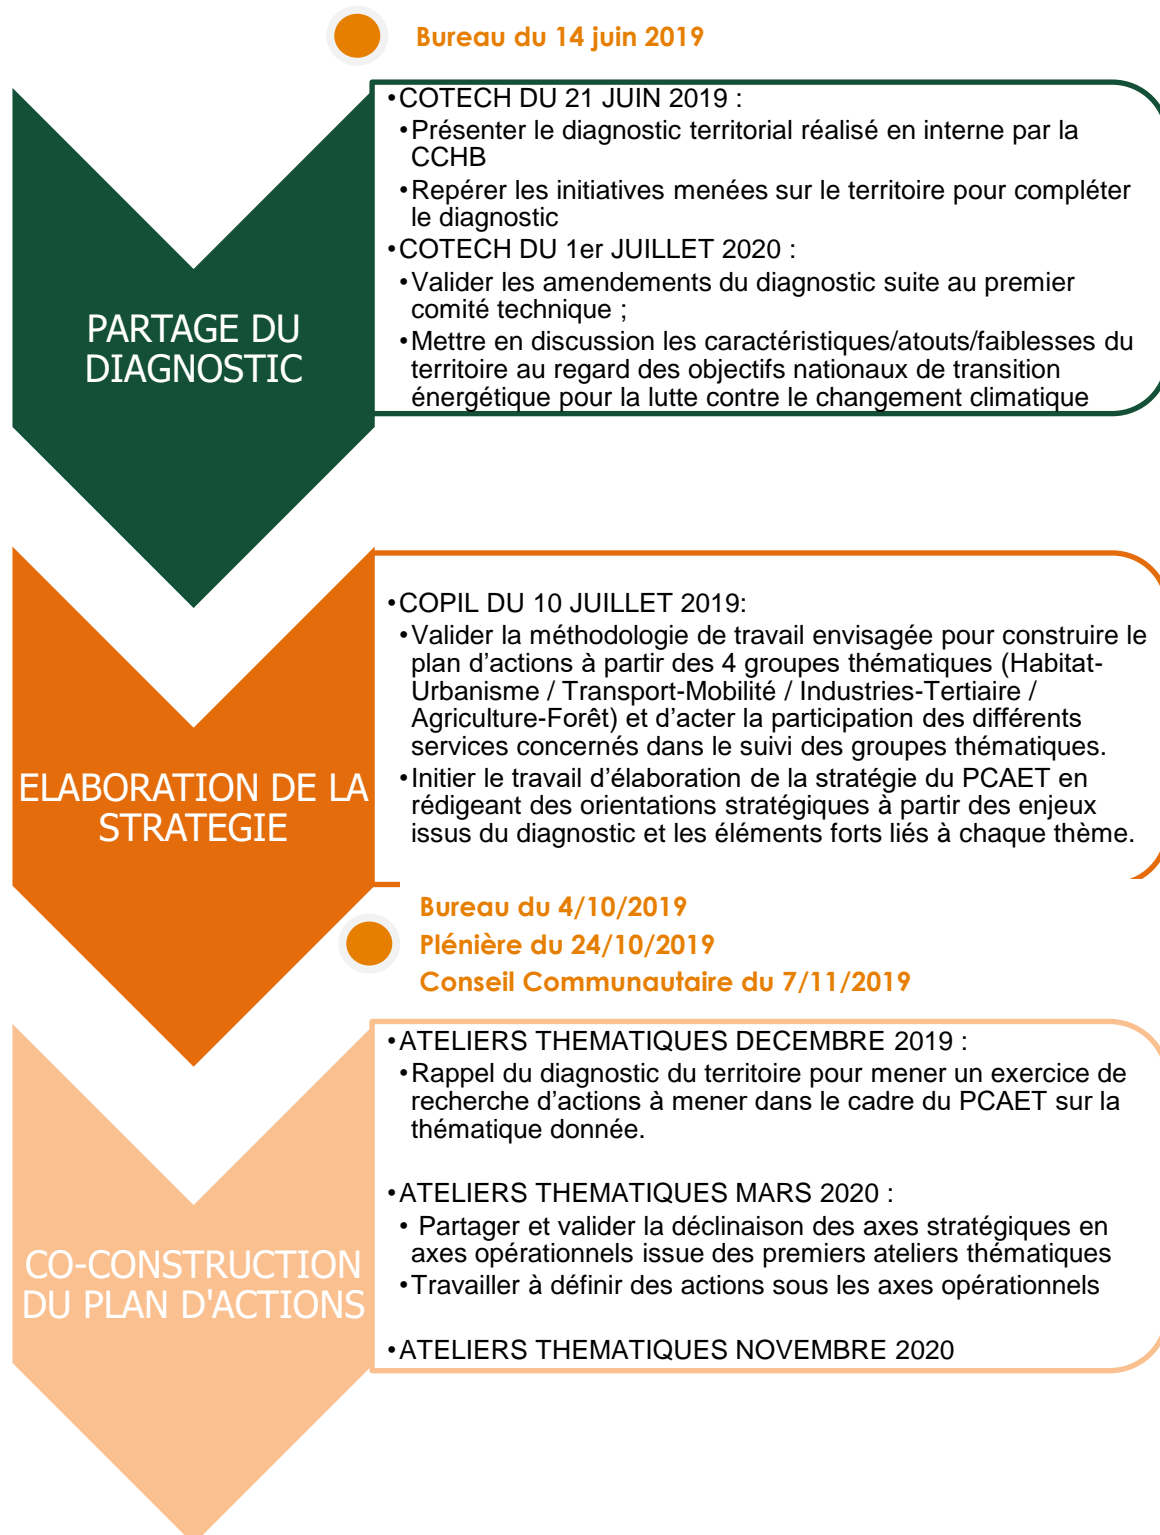 Bureau du 14 juin 2019
PARTAGE DU
DIAGNOSTIC
•COTECH DU 21 JUIN 2019 :
•Présenter le diagnostic territorial réalisé en interne par la
CCHB
•Repérer les initiatives menées sur le territoire pour compléter
le diagnostic
•COTECH DU 1er JUILLET 2020 :
•Valider les amendements du diagnostic suite au premier
comité technique ;
•Mettre en discussion les caractéristiques/atouts/faiblesses du
territoire au regard des objectifs nationaux de transition
énergétique pour la lutte contre le changement climatique
ELABORATION DE LA
STRATEGIE
•COPIL DU 10 JUILLET 2019:
•Valider la méthodologie de travail envisagée pour construire le
plan d’actions à partir des 4 groupes thématiques (Habitat-
Urbanisme / Transport-Mobilité / Industries-Tertiaire /
Agriculture-Forêt) et d’acter la participation des différents
services concernés dans le suivi des groupes thématiques.
•Initier le travail d’élaboration de la stratégie du PCAET en
rédigeant des orientations stratégiques à partir des enjeux
issus du diagnostic et les éléments forts liés à chaque thème.
Bureau du 4/10/2019
Plénière du 24/10/2019
Conseil Communautaire du 7/11/2019
CO-CONSTRUCTION
DU PLAN D'ACTIONS
•ATELIERS THEMATIQUES DECEMBRE 2019 :
•Rappel du diagnostic du territoire pour mener un exercice de
recherche d’actions à mener dans le cadre du PCAET sur la
thématique donnée.
•ATELIERS THEMATIQUES MARS 2020 :
• Partager et valider la déclinaison des axes stratégiques en
axes opérationnels issue des premiers ateliers thématiques
•Travailler à définir des actions sous les axes opérationnels
•ATELIERS THEMATIQUES NOVEMBRE 2020